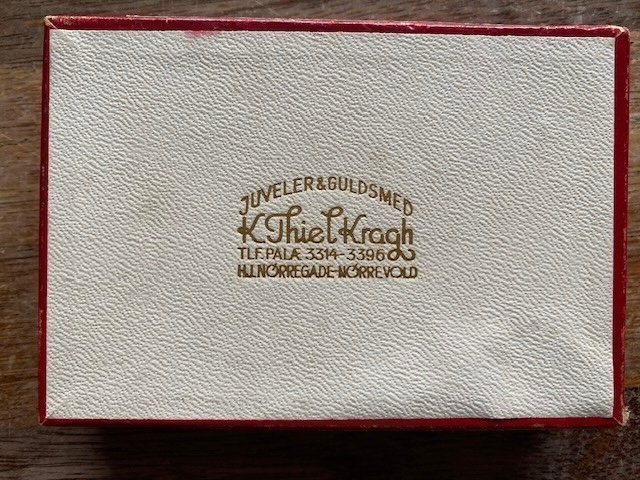 JUVELER & GULDSMED
K. Thiel Kragh
TLF. PALÆ 3314-3396
HJ. NØRREGADE-NØRREVOLD